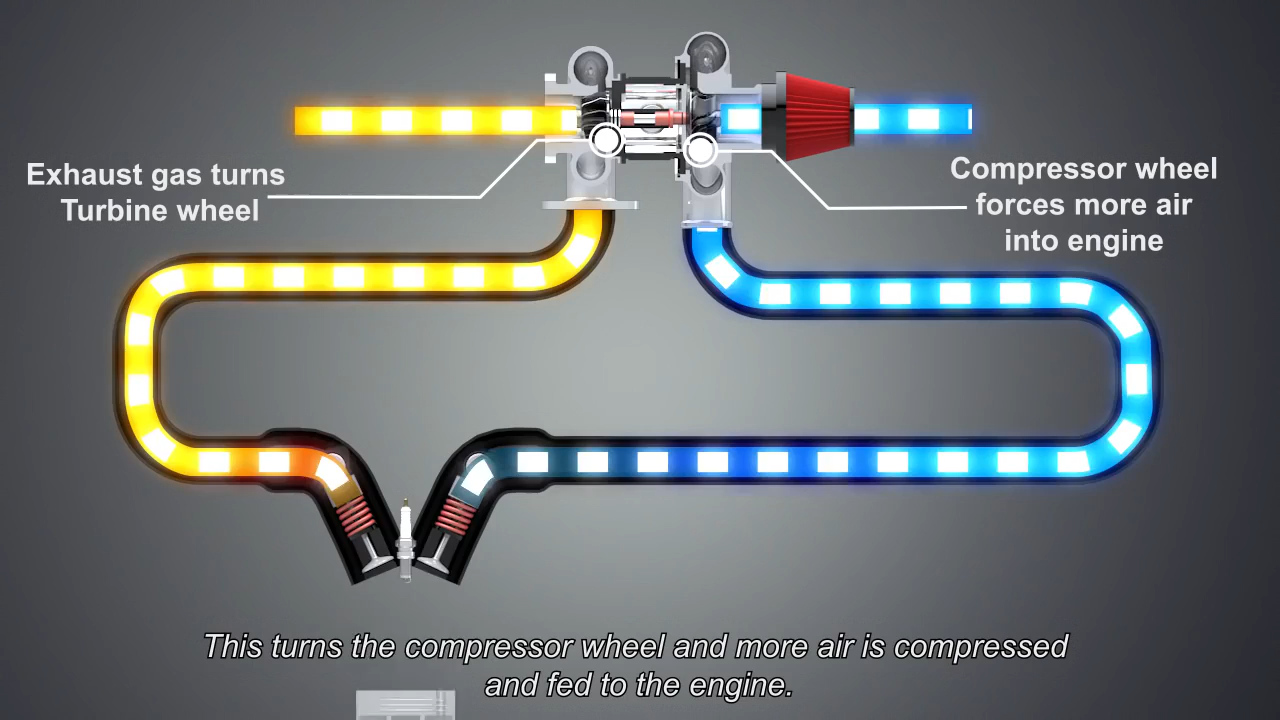 Exhaust gas turns
Turbine wheel
Compressor wheel
forces more air
into engine
This turns the compressor wheel and more air is compressed
and fed to the engine.